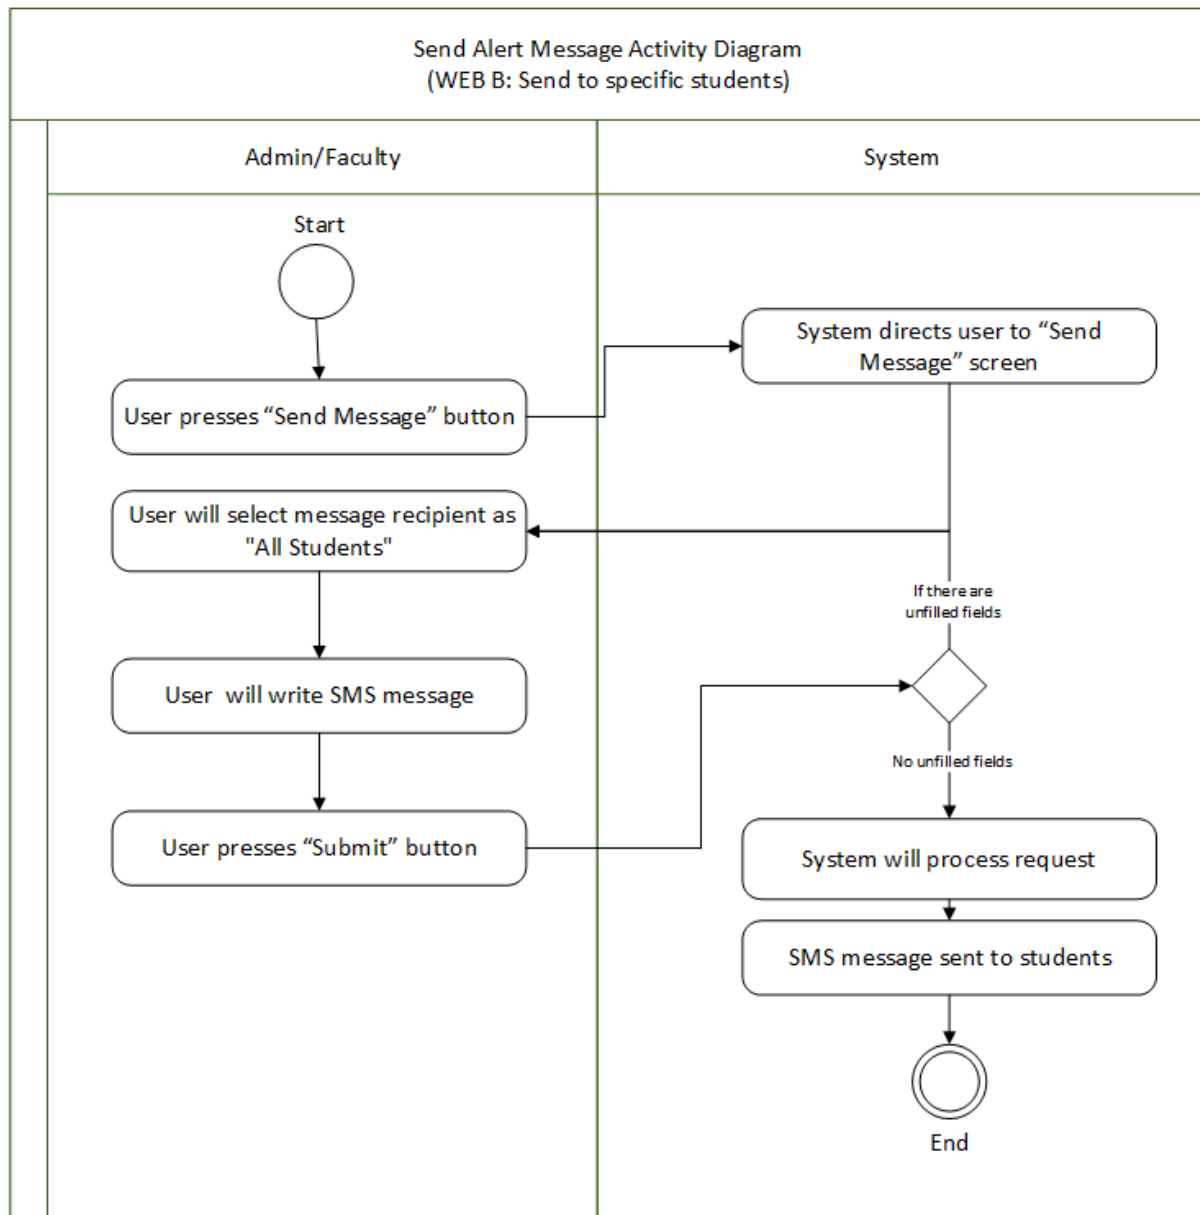 Send Alert Message Activity Diagram
(WEB B: Send to specific students)
Admin/Faculty
System
Start
System directs user to “Send
Message” screen
User presses “Send Message” button
User will select message recipient as
"All Students"
If there are
unfilled fields
User will write SMS message
No unfilled fields
User presses “Submit” button
System will process request
SMS message sent to students
End